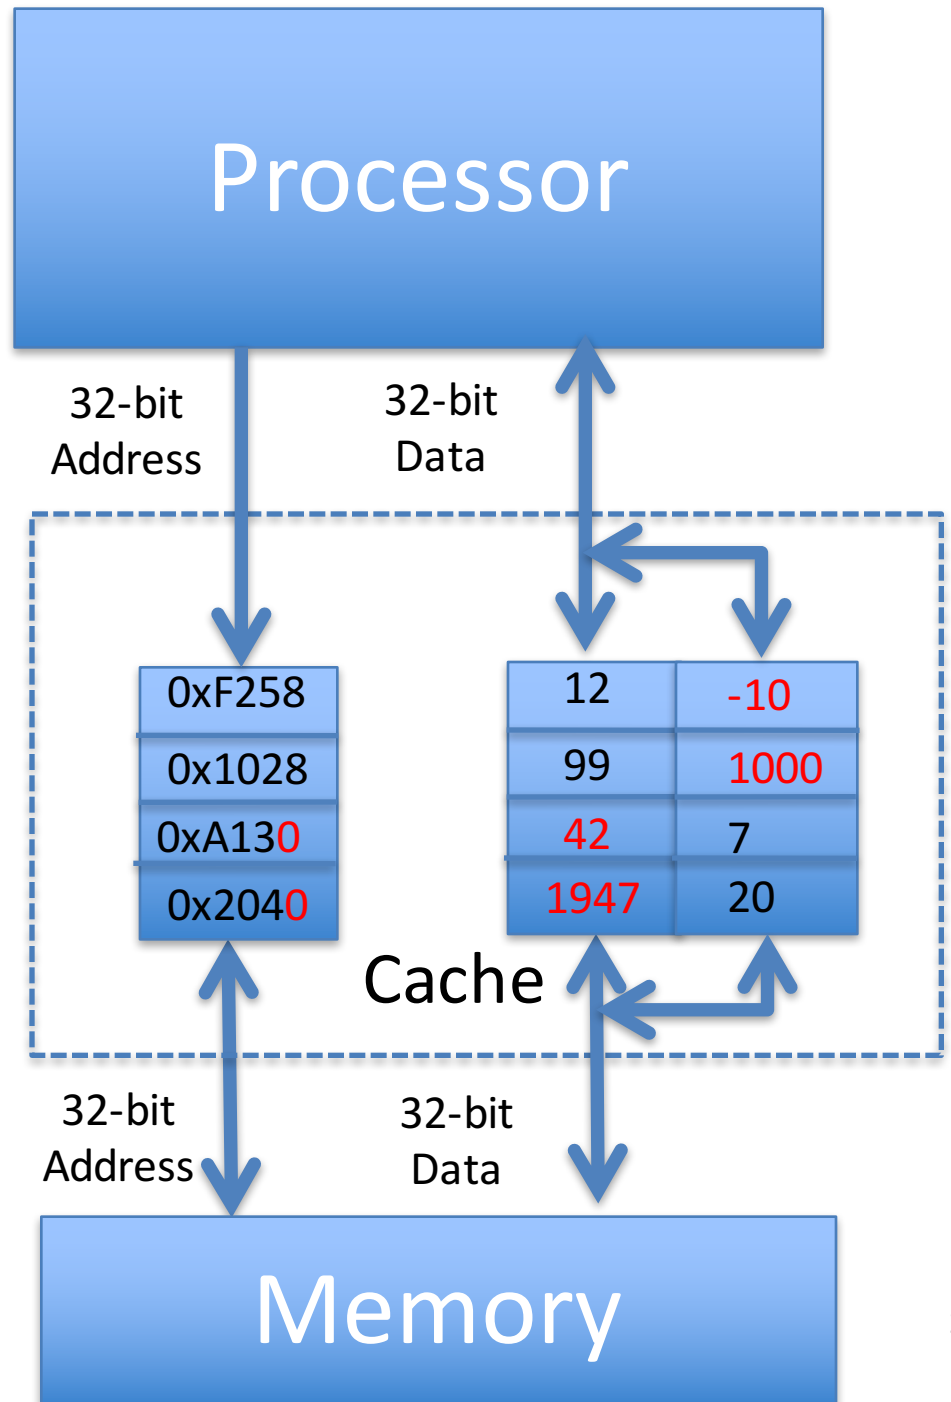 Processor
32-bit
Address
32-bit
Data
0xF258
12
-10
0x1028
99
1000
0xA130
42
7
0x2040
1947
20
Cache
32-bit
Address
32-bit
Data
Memory